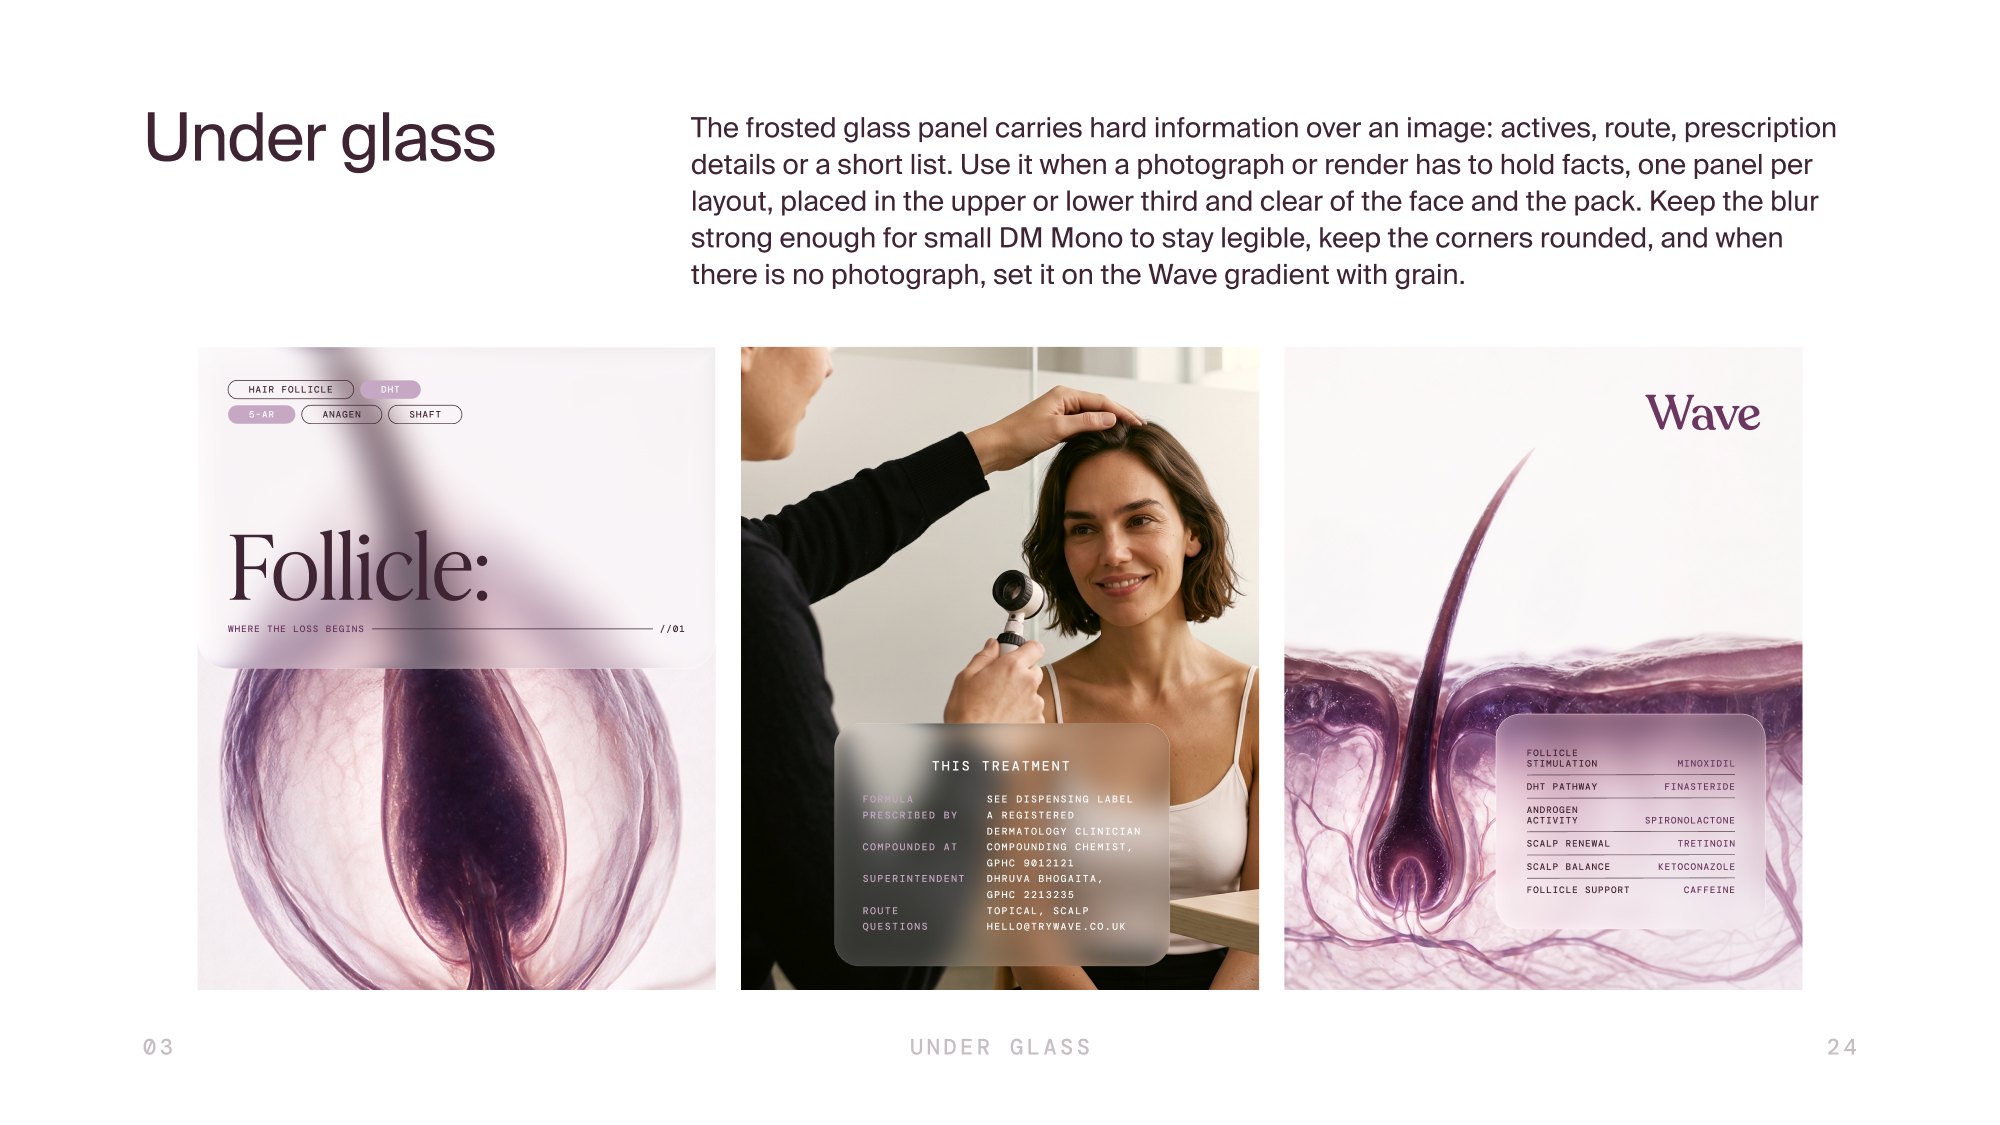 Under glass
The frosted glass panel carries hard information over an image: actives, route, prescription
details or a short list. Use it when a photograph or render has to hold facts, one panel per
layout, placed in the upper or lower third and clear of the face and the pack. Keep the blur
strong enough for small DM Mono to stay legible, keep the corners rounded, and when
there is no photograph, set it on the Wave gradient with grain.
HAIR FOLLICLE DHT
5-AR ANAGEN SHAFT
Follicle:
WHERE THE LOSS BEGINS //01
THIS TREATMENT
FORMULA SEE DISPENSING LABEL
PRESCRIBED BY A REGISTERED
DERMATOLOGY CLINICIAN
COMPOUNDED AT COMPOUNDING CHEMIST,
GPHC 9012121
SUPERINTENDENT DHRUVA BHOGAITA,
GPHC 2213235
ROUTE TOPICAL, SCALP
QUESTIONS HELLO@TRYWAVE.CO.UK
Wave
FOLLICLE
STIMULATION MINOXIDIL
DHT PATHWAY FINASTERIDE
ANDROGEN
ACTIVITY SPIRONOLACTONE
SCALP RENEWAL TRETINOIN
SCALP BALANCE KETOCONAZOLE
FOLLICLE SUPPORT CAFFEINE
03 UNDER GLASS 24